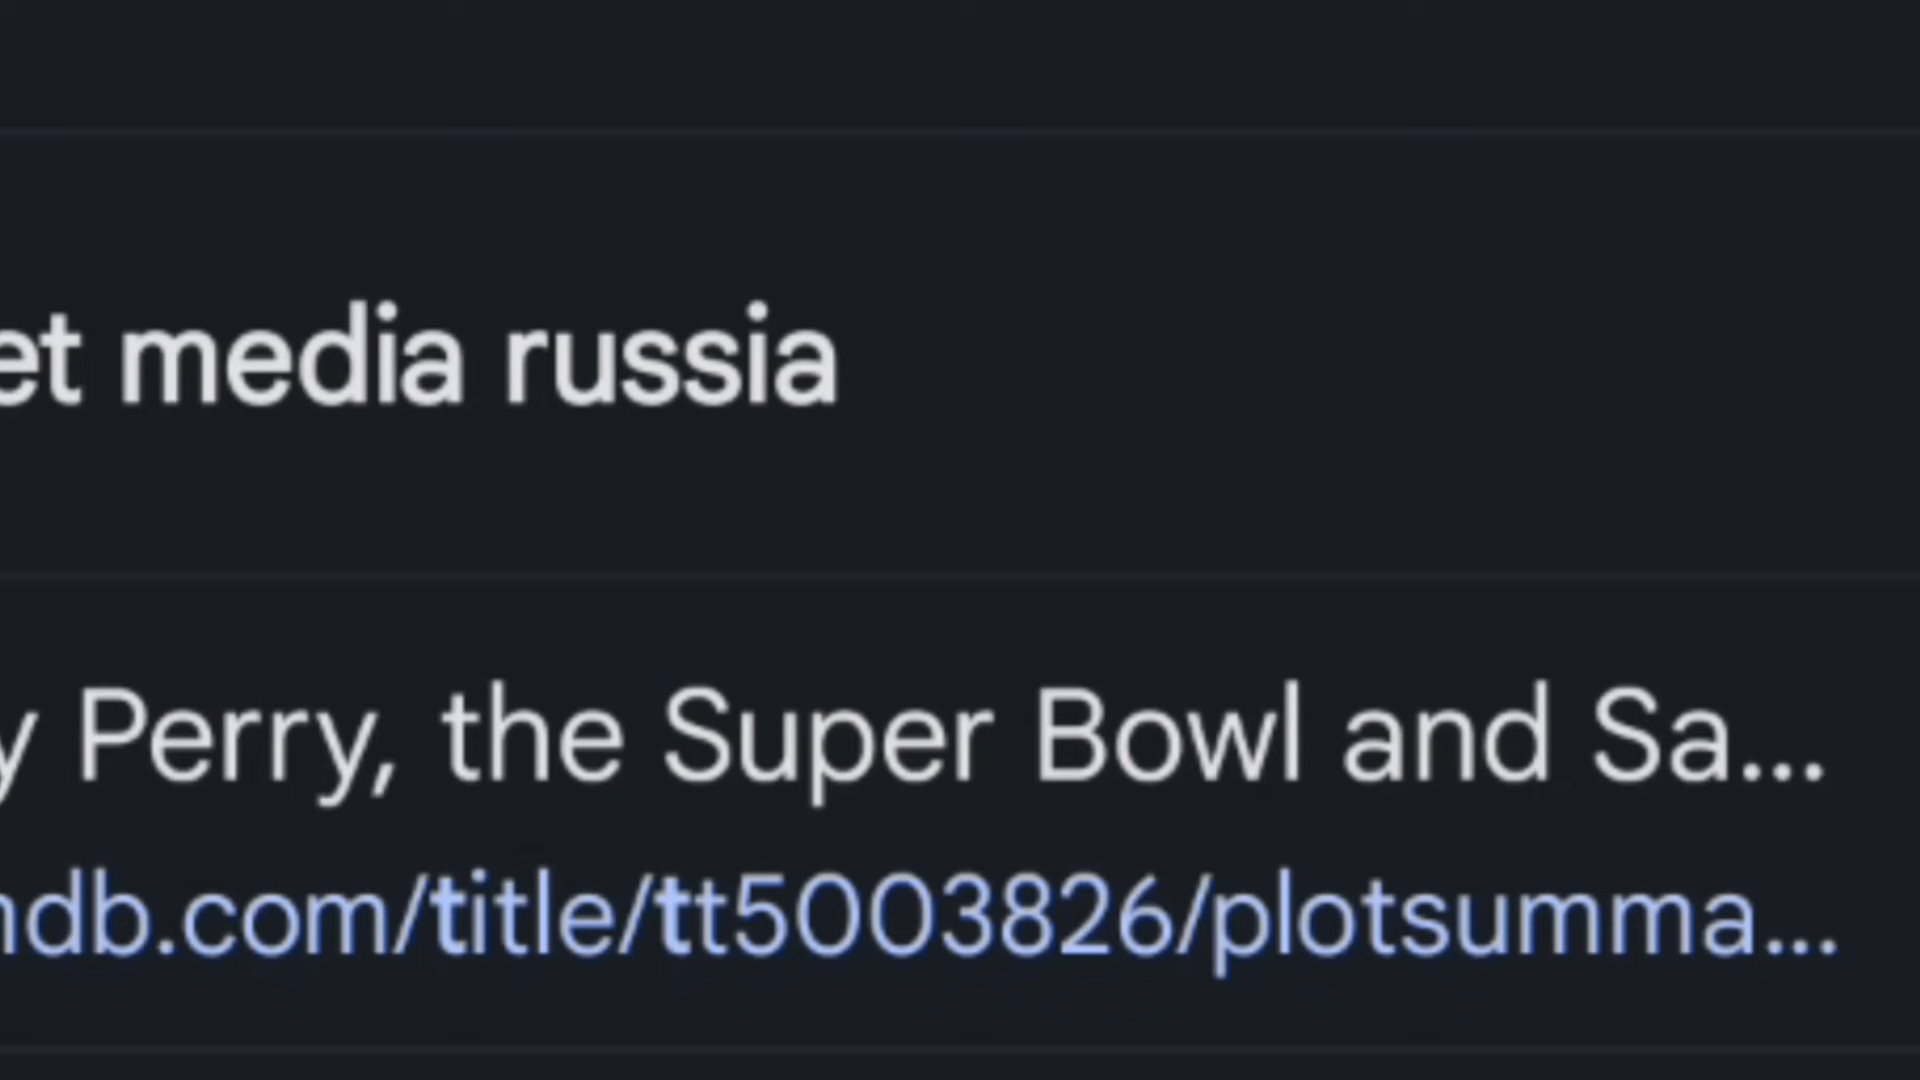 et media russia
y Perry, the Super Bowl and Sa...
ndb.com/title/tt5003826/plotsumma...